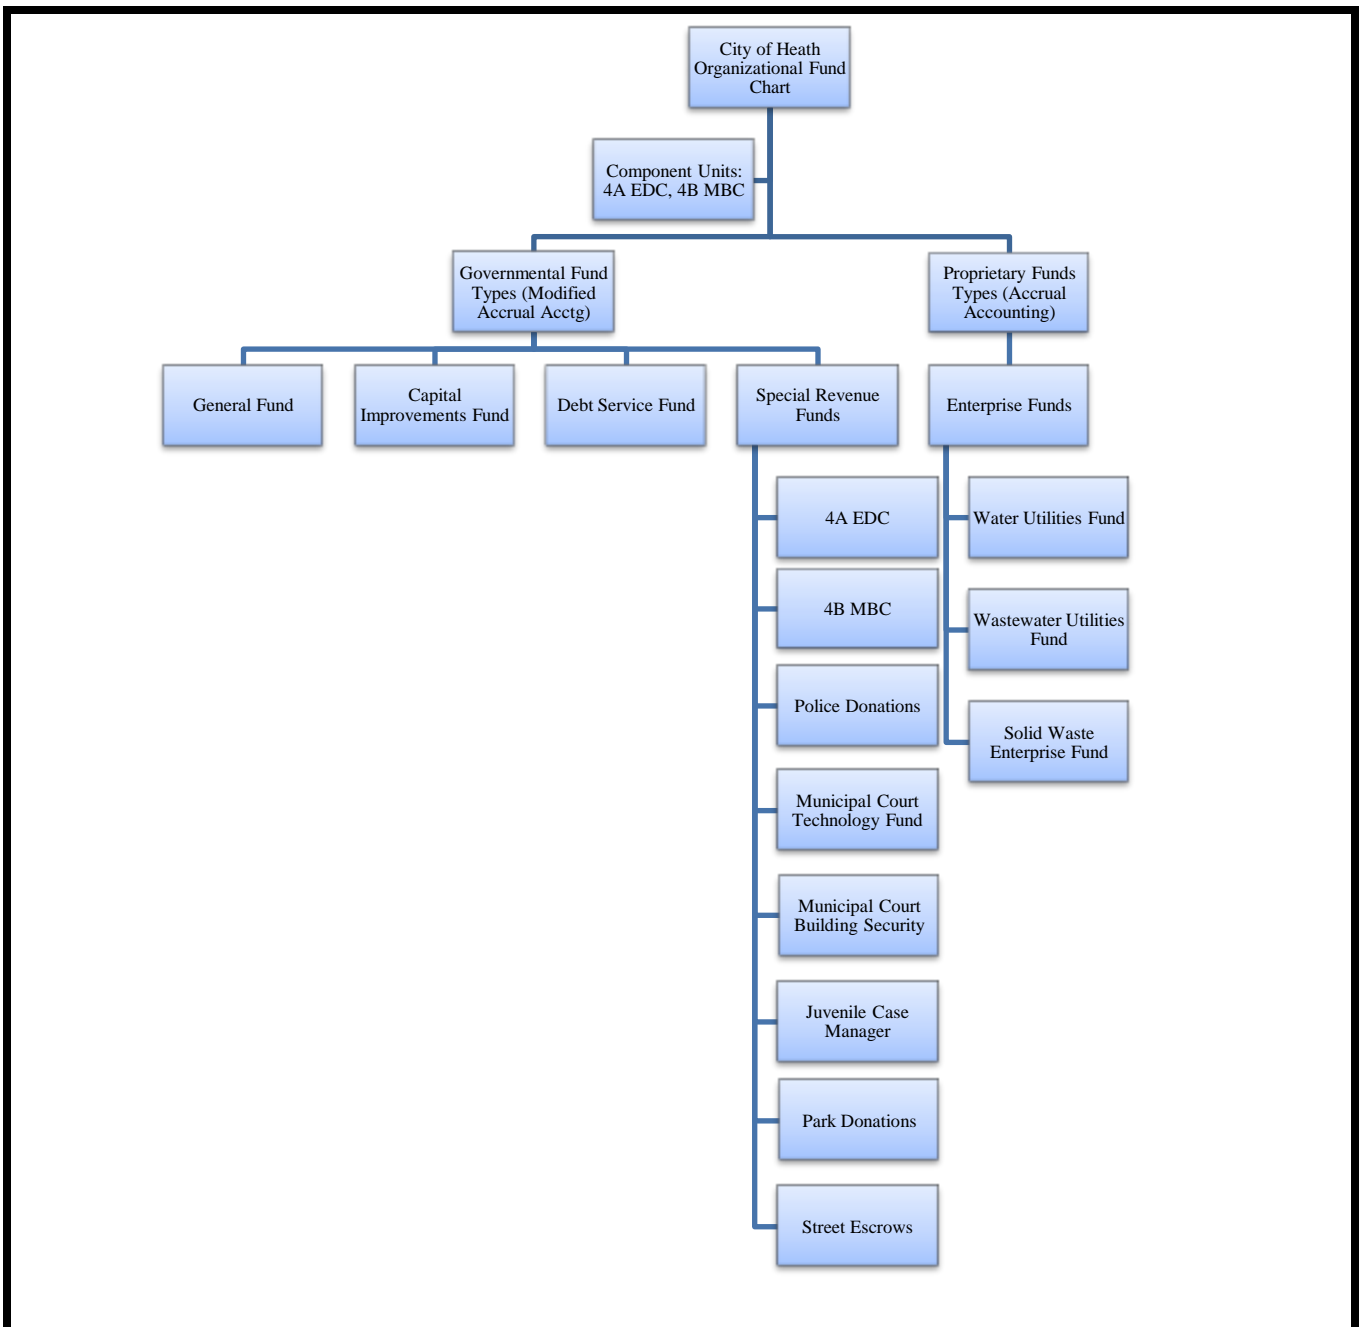 City of Heath
Organizational Fund
Chart
Component Units:
4A EDC, 4B MBC
Governmental Fund
Types (Modified
Accrual Acctg)
Proprietary Funds
Types (Accrual
Accounting)
General Fund
Capital
Improvements Fund
Debt Service Fund
Special Revenue
Funds
Enterprise Funds
4A EDC
4B MBC
Police Donations
Municipal Court
Technology Fund
Municipal Court
Building Security
Juvenile Case
Manager
Park Donations
Street Escrows
Water Utilities Fund
Wastewater Utilities
Fund
Solid Waste
Enterprise Fund